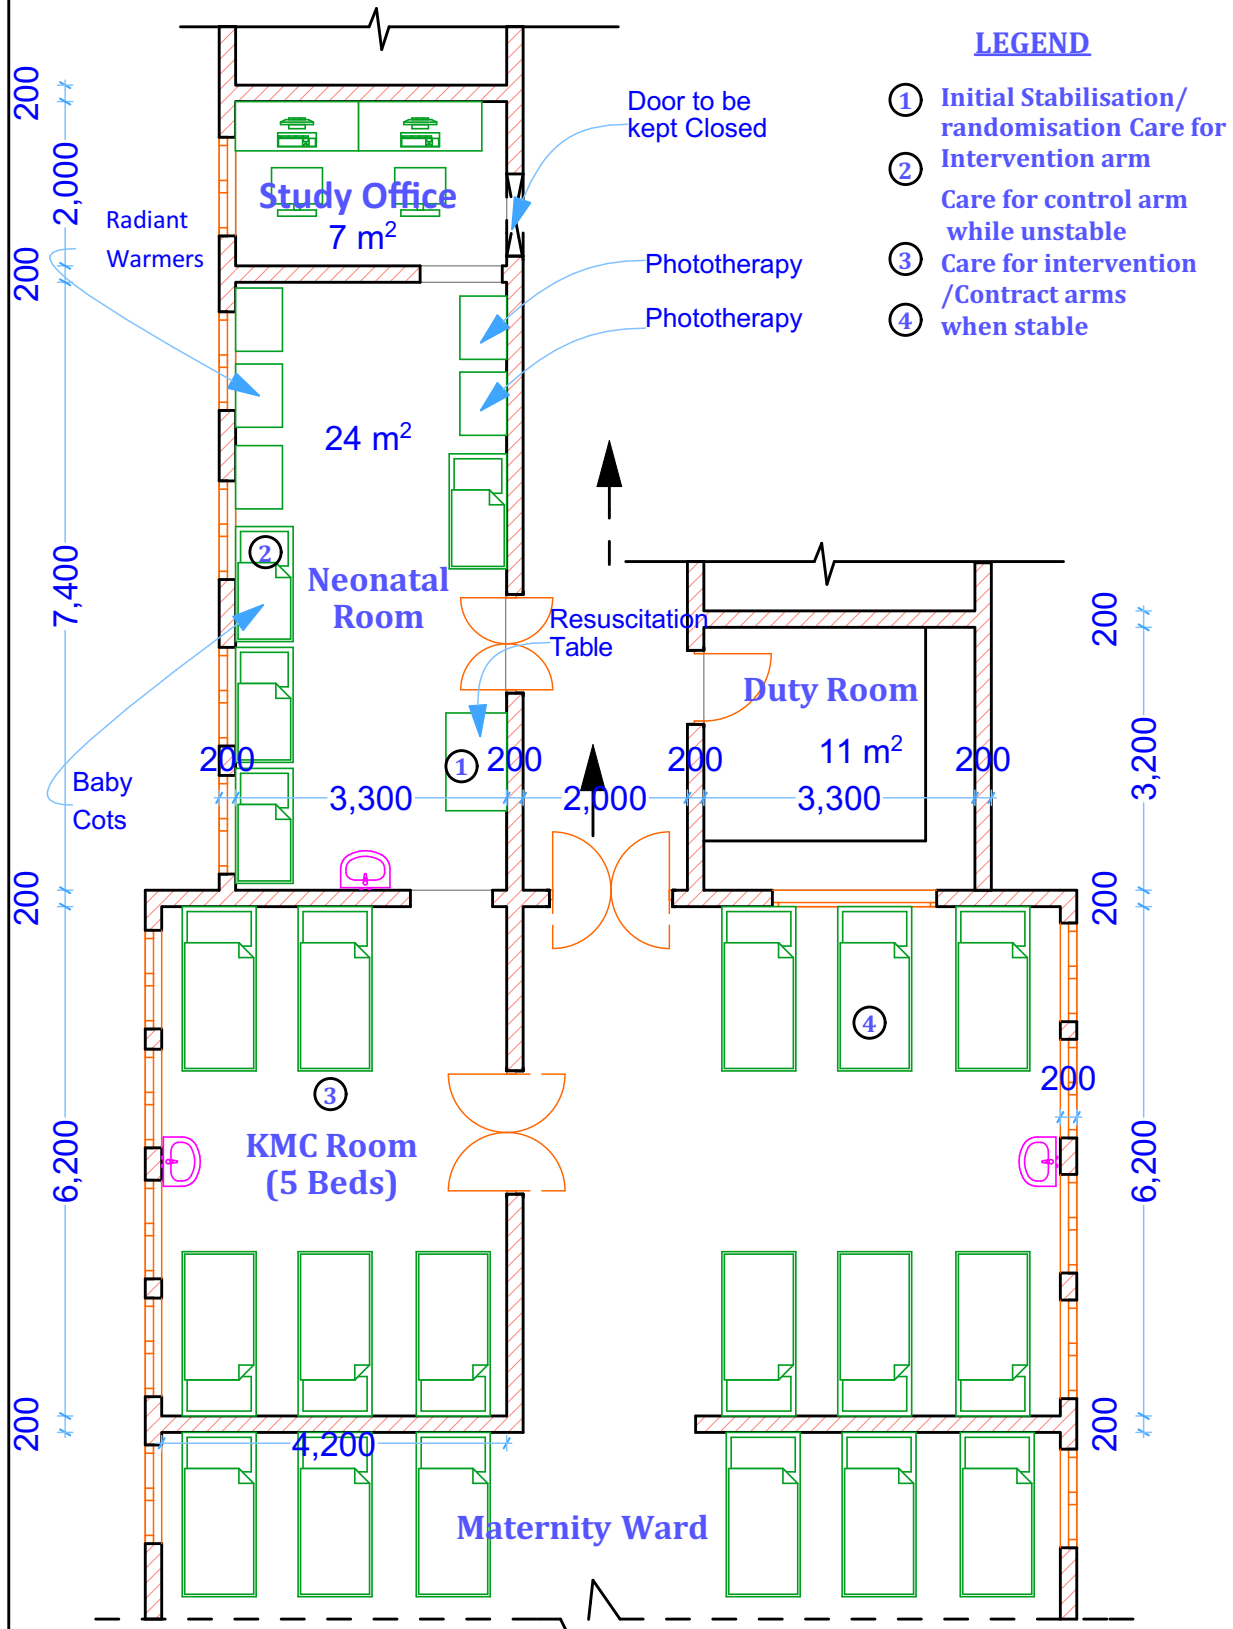 LEGEND
1 Initial Stabilisation/
randomisation Care for
2 Intervention arm
Care for control arm
while unstable
3 Care for intervention
/Contract arms
4 when stable
Door to be
kept Closed
200
2,000
200
7,400
200
6,200
200
Study Office
7 m²
Radiant
Warmers
Phototherapy
Phototherapy
24 m²
2
Neonatal
Room
Resuscitation
Table
1
Baby
Cots
Duty Room
11 m²
200
200
200
200
3,300
2,000
3,300
200
3,200
200
6,200
200
3
KMC Room
(5 Beds)
4
200
4,200
Maternity Ward